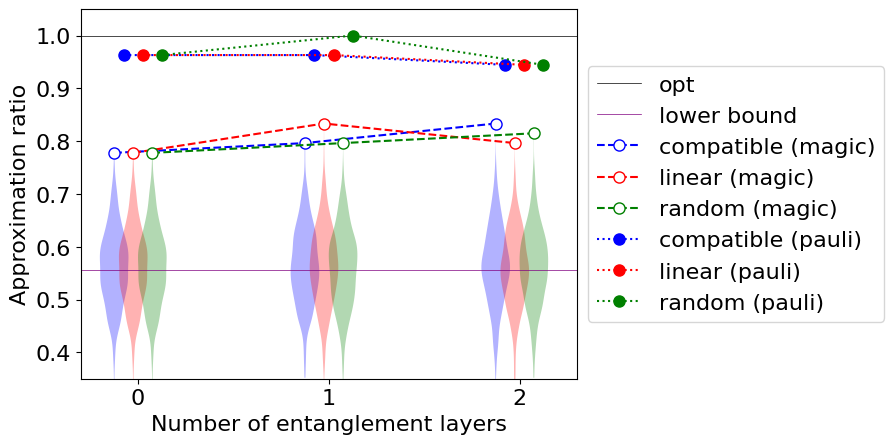 1.0
0.9
0.8
0.7
0.6
0.5
0.4
Approximation ratio
0
1
2
Number of entanglement layers
opt
lower bound
compatible (magic)
linear (magic)
random (magic)
compatible (pauli)
linear (pauli)
random (pauli)